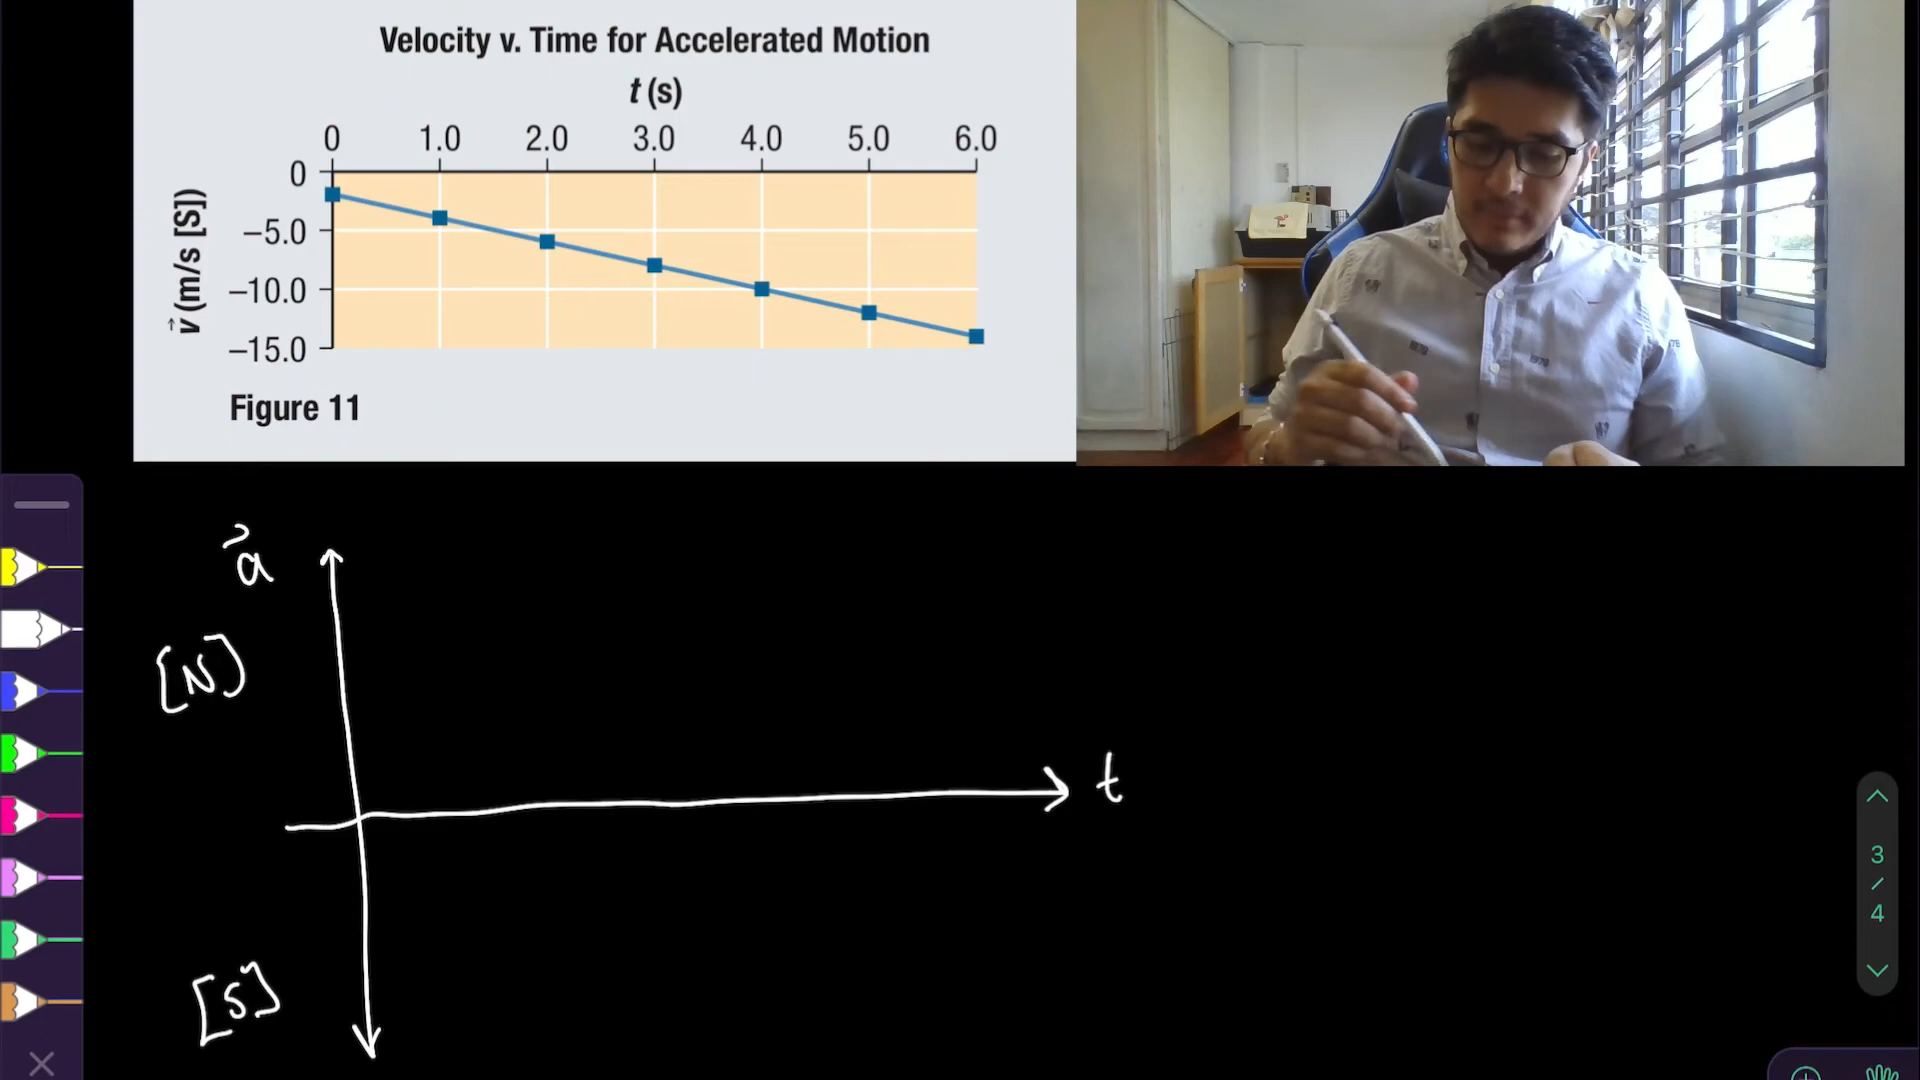 Velocity v. Time for Accelerated Motion
t (s)
0 1.0 2.0 3.0 4.0 5.0 6.0
0
–5.0
–10.0
–15.0
v⃗ (m/s [S])
Figure 11
a⃗
[N]
t
[S]
3
/
4